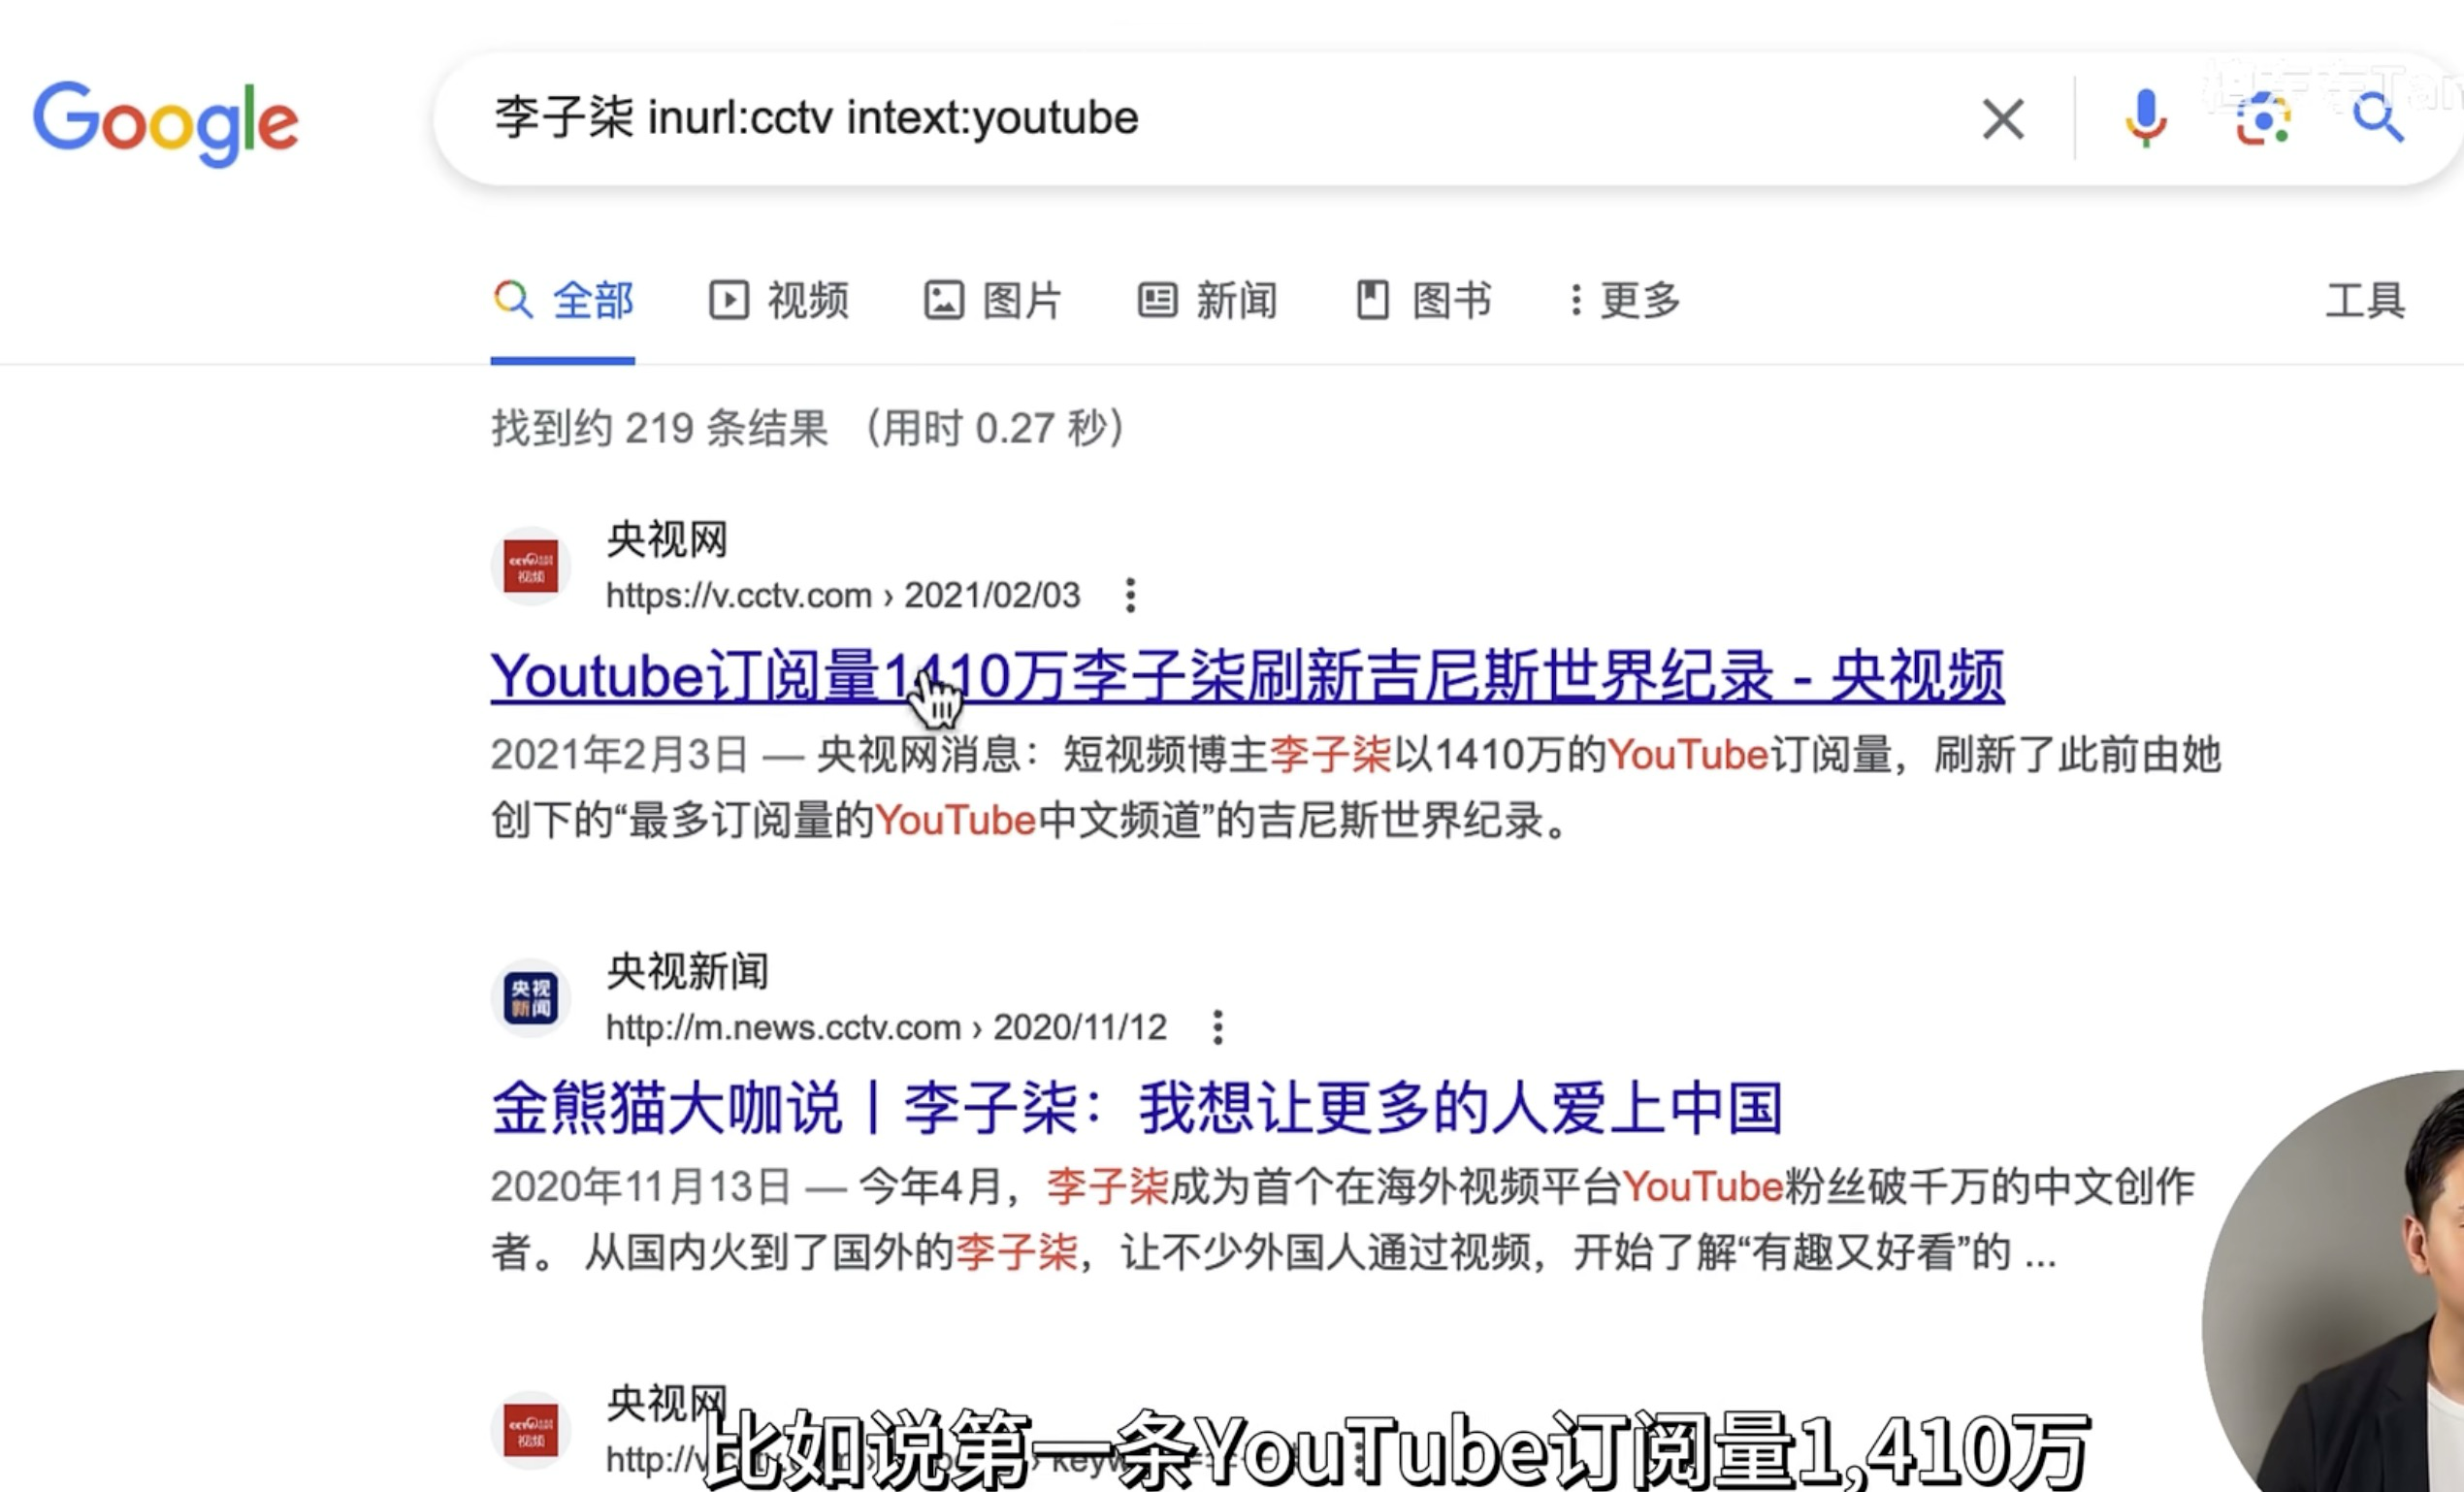 Google
李子柒 inurl:cctv intext:youtube
全部 视频 图片 新闻 图书 更多 工具
找到约 219 条结果 （用时 0.27 秒）
央视网
https://v.cctv.com › 2021/02/03
Youtube订阅量1410万李子柒刷新吉尼斯世界纪录 - 央视频
2021年2月3日 — 央视网消息：短视频博主李子柒以1410万的YouTube订阅量，刷新了此前由她
创下的“最多订阅量的YouTube中文频道”的吉尼斯世界纪录。
央视新闻
http://m.news.cctv.com › 2020/11/12
金熊猫大咖说丨李子柒：我想让更多的人爱上中国
2020年11月13日 — 今年4月，李子柒成为首个在海外视频平台YouTube粉丝破千万的中文创作
者。 从国内火到了国外的李子柒，让不少外国人通过视频，开始了解“有趣又好看”的 ...
央视网
比如说第一条YouTube订阅量1,410万